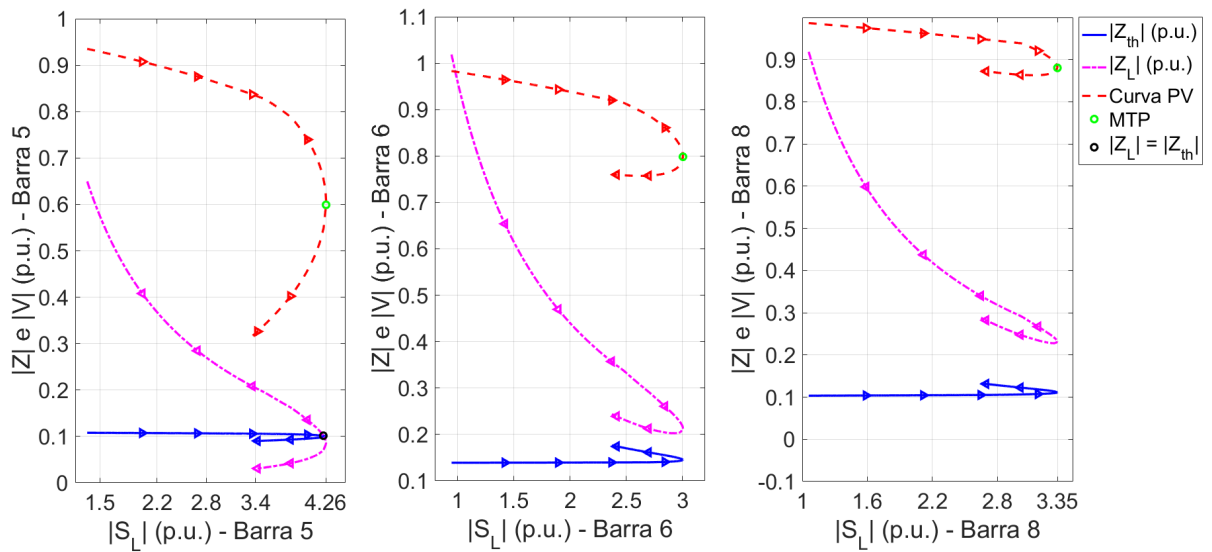 |Z| e |V| (p.u.) - Barra 5
1
0.9
0.8
0.7
0.6
0.5
0.4
0.3
0.2
0.1
0
1.5 2.2 2.8 3.4 4.26
|S_L| (p.u.) - Barra 5
|Z| e |V| (p.u.) - Barra 6
1.1
1
0.9
0.8
0.7
0.6
0.5
0.4
0.3
0.2
0.1
1 1.5 2 2.5 3
|S_L| (p.u.) - Barra 6
|Z| e |V| (p.u.) - Barra 8
0.9
0.8
0.7
0.6
0.5
0.4
0.3
0.2
0.1
0
-0.1
1 1.6 2.2 2.8 3.35
|S_L| (p.u.) - Barra 8
|Z_th| (p.u.)
|Z_L| (p.u.)
Curva PV
MTP
|Z_L| = |Z_th|